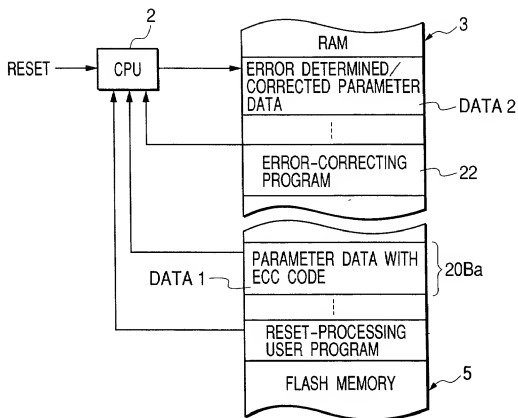 2
3
RAM
RESET
CPU
ERROR DETERMINED/
CORRECTED PARAMETER
DATA
DATA 2
ERROR-CORRECTING
PROGRAM
22
PARAMETER DATA WITH
ECC CODE
20Ba
DATA 1
RESET-PROCESSING
USER PROGRAM
FLASH MEMORY
5